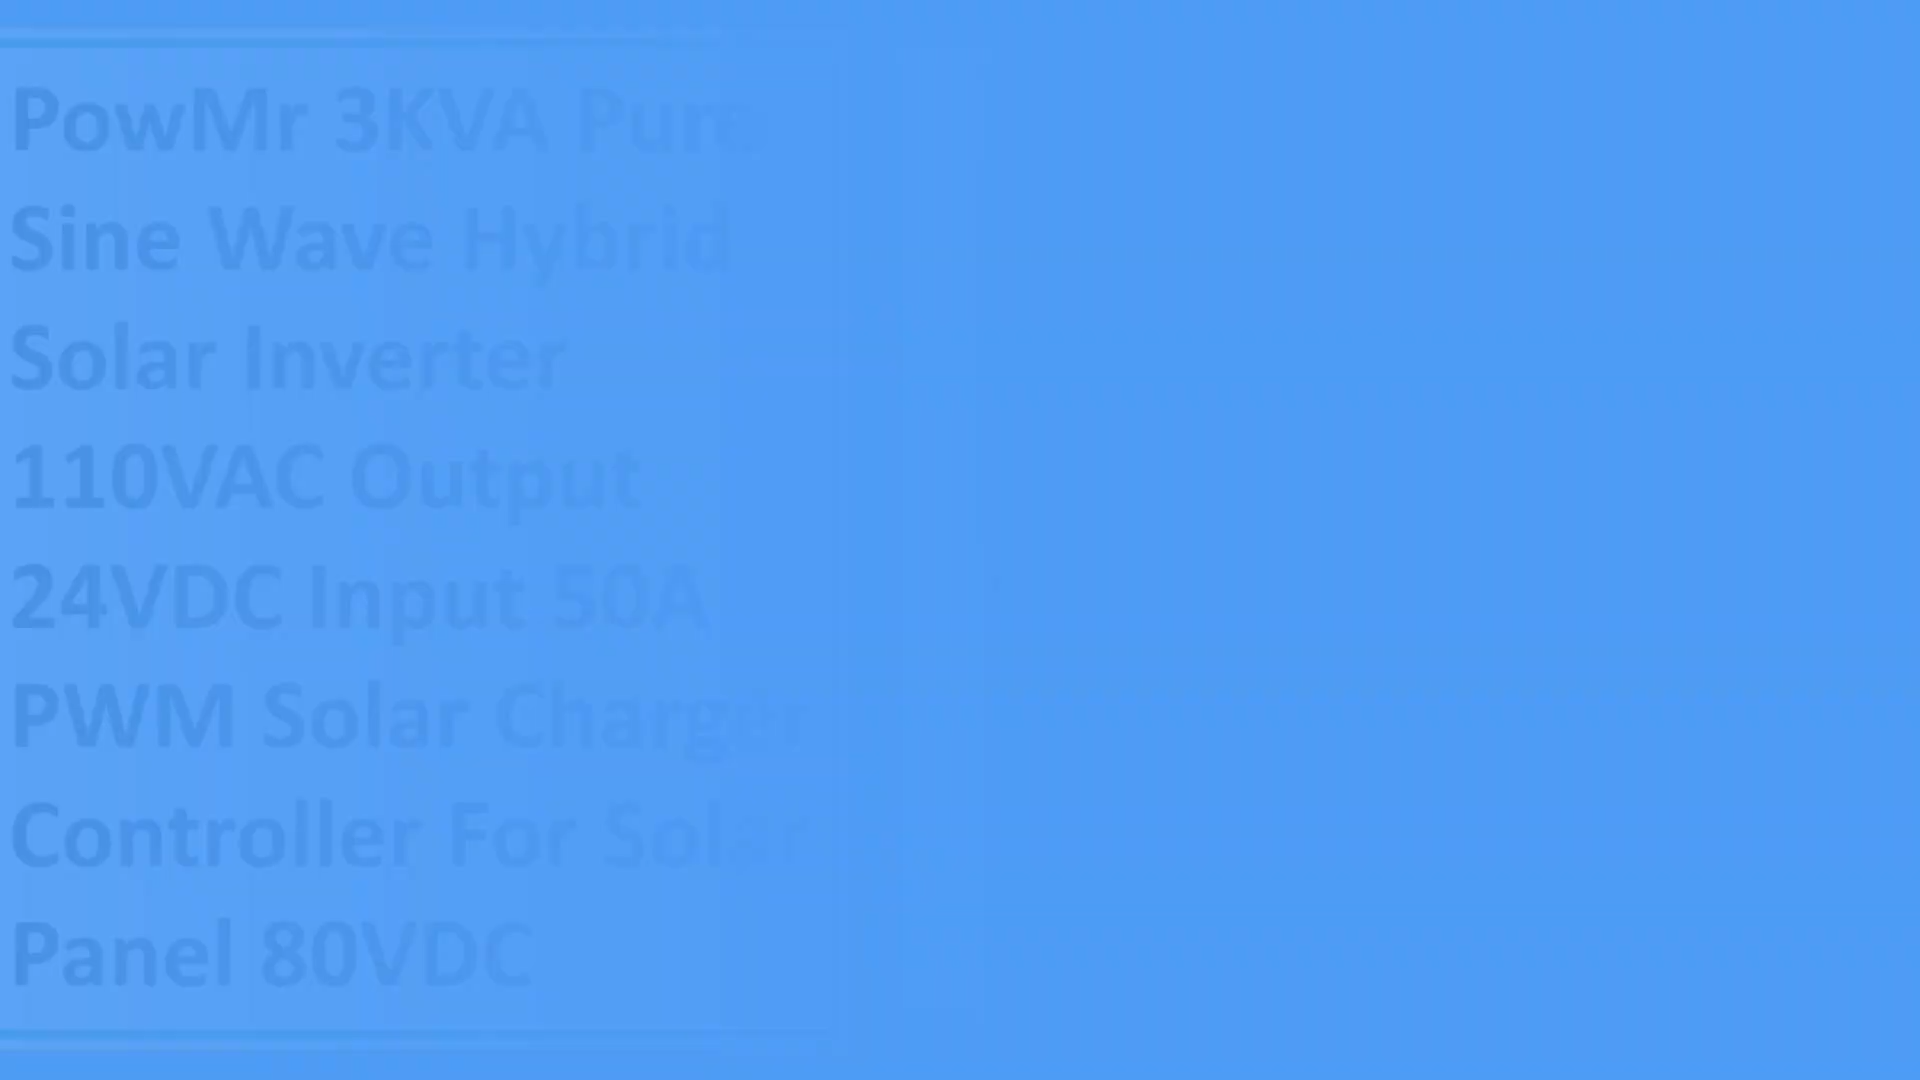 PowMr 3KVA Pure
Sine Wave Hybrid
Solar Inverter
110VAC Output
24VDC Input 50A
PWM Solar Charger
Controller For Solar
Panel 80VDC